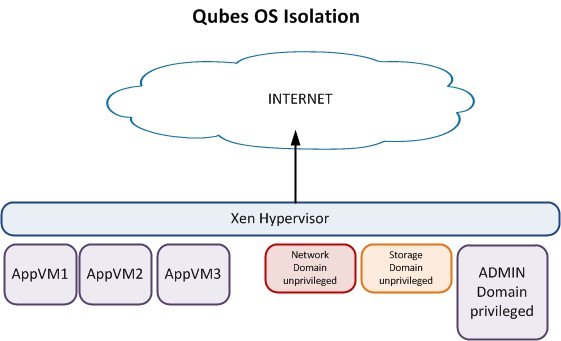 Qubes OS Isolation
INTERNET
Xen Hypervisor
AppVM1
AppVM2
AppVM3
Network
Domain
unprivileged
Storage
Domain
unprivileged
ADMIN
Domain
privileged